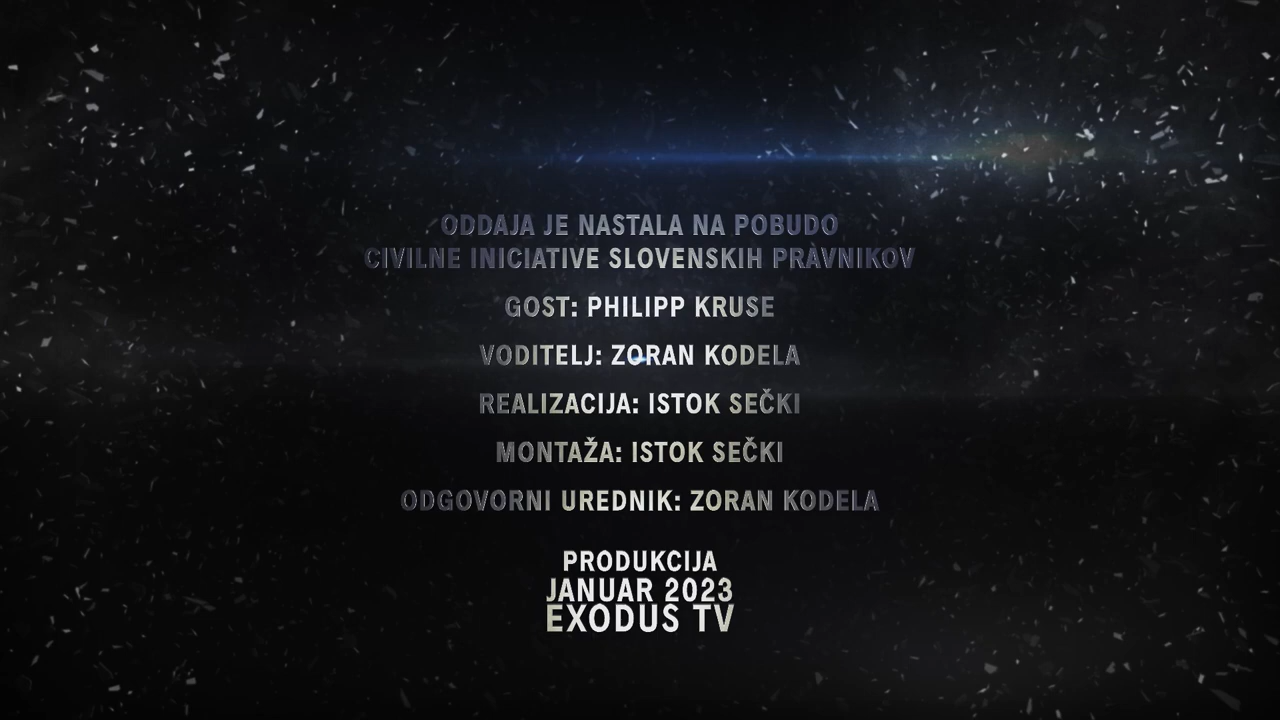 ODDAJA JE NASTALA NA POBUDO
CIVILNE INICIATIVE SLOVENSKIH PRAVNIKOV
GOST: PHILIPP KRUSE
VODITELJ: ZORAN KODELA
REALIZACIJA: ISTOK SEČKI
MONTAŽA: ISTOK SEČKI
ODGOVORNI UREDNIK: ZORAN KODELA
PRODUKCIJA
JANUAR 2023
EXODUS TV